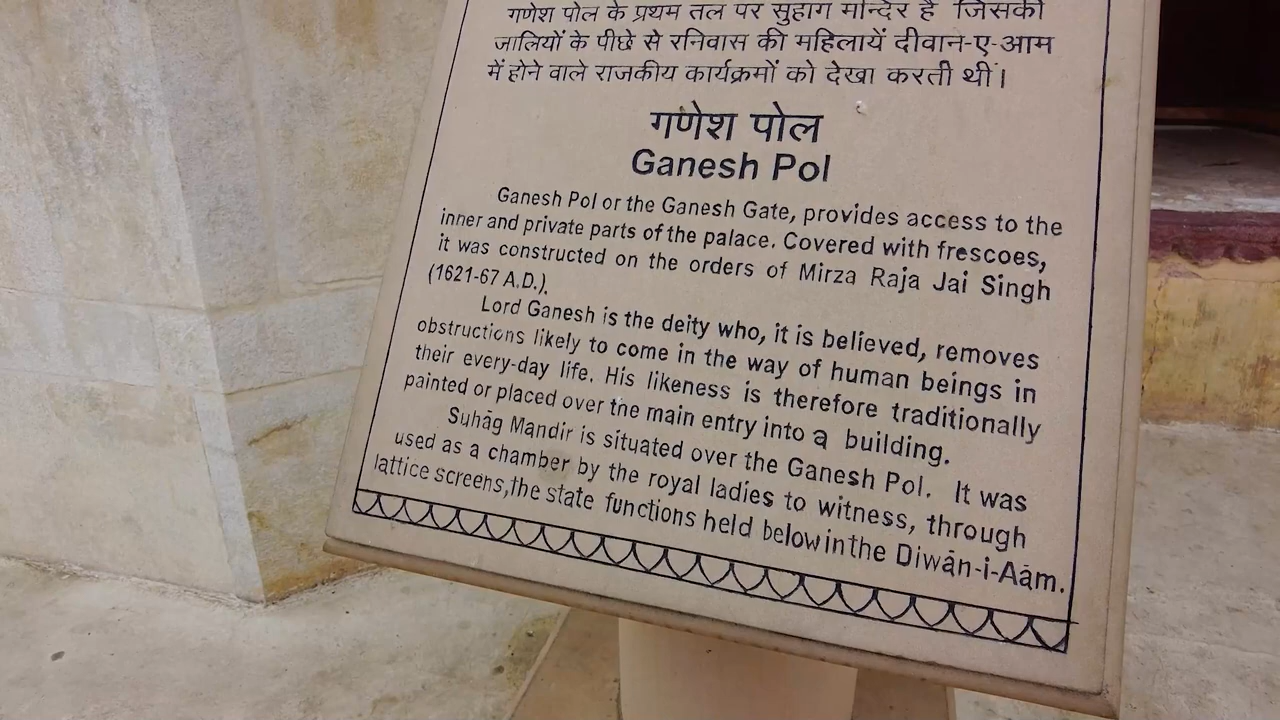 गणेश पोल के प्रथम तल पर सुहाग मन्दिर है जिसकी
जालियों के पीछे से रनिवास की महिलायें दीवान-ए-आम
में होने वाले राजकीय कार्यक्रमों को देखा करती थी।
गणेश पोल
Ganesh Pol
Ganesh Pol or the Ganesh Gate, provides access to the
inner and private parts of the palace. Covered with frescoes,
it was constructed on the orders of Mirza Raja Jai Singh
(1621-67 A.D.).
Lord Ganesh is the deity who, it is believed, removes
obstructions likely to come in the way of human beings in
their every-day life. His likeness is therefore traditionally
painted or placed over the main entry into a building.
Suhāg Mandir is situated over the Ganesh Pol. It was
used as a chamber by the royal ladies to witness, through
lattice screens,the state functions held below in the Diwān-i-Aām.